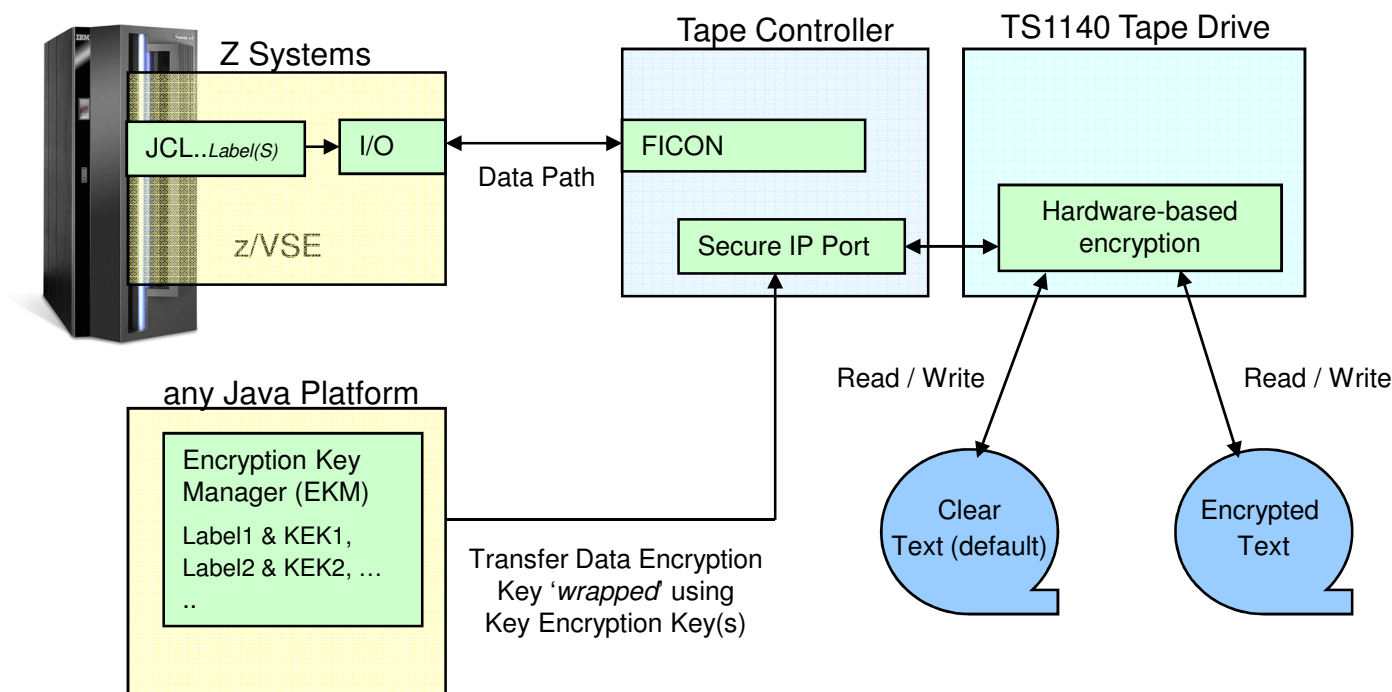 Z Systems
IBM
JCL..Label(S)
I/O
z/VSE
Data Path
Tape Controller
FICON
Secure IP Port
TS1140 Tape Drive
Hardware-based
encryption
Read / Write
Read / Write
Clear
Text (default)
Encrypted
Text
any Java Platform
Encryption Key
Manager (EKM)
Label1 & KEK1,
Label2 & KEK2, …
..
Transfer Data Encryption
Key ‘wrapped’ using
Key Encryption Key(s)